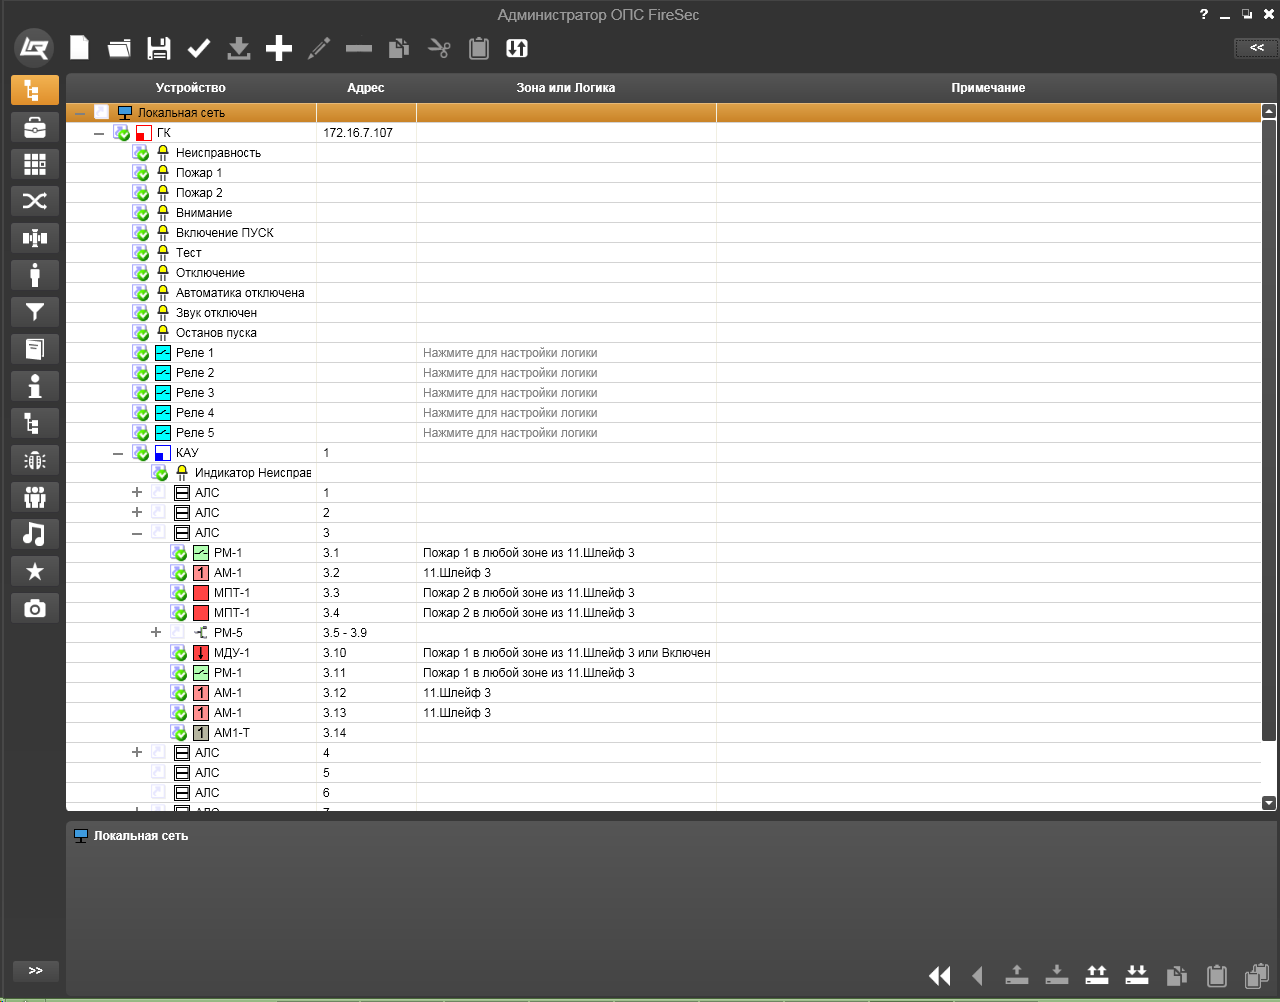 Администратор ОПС FireSec
?
<<
Устройство Адрес Зона или Логика Примечание
Локальная сеть
ГК 172.16.7.107
Неисправность
Пожар 1
Пожар 2
Внимание
Включение ПУСК
Тест
Отключение
Автоматика отключена
Звук отключен
Останов пуска
Реле 1 Нажмите для настройки логики
Реле 2 Нажмите для настройки логики
Реле 3 Нажмите для настройки логики
Реле 4 Нажмите для настройки логики
Реле 5 Нажмите для настройки логики
КАУ 1
Индикатор Неисправ
АЛС 1
АЛС 2
АЛС 3
РМ-1 3.1 Пожар 1 в любой зоне из 11.Шлейф 3
1 АМ-1 3.2 11.Шлейф 3
МПТ-1 3.3 Пожар 2 в любой зоне из 11.Шлейф 3
МПТ-1 3.4 Пожар 2 в любой зоне из 11.Шлейф 3
РМ-5 3.5 - 3.9
МДУ-1 3.10 Пожар 1 в любой зоне из 11.Шлейф 3 или Включен
РМ-1 3.11 Пожар 1 в любой зоне из 11.Шлейф 3
1 АМ-1 3.12 11.Шлейф 3
1 АМ-1 3.13 11.Шлейф 3
1 АМ1-Т 3.14
АЛС 4
АЛС 5
АЛС 6
АЛС 7
Локальная сеть
>>